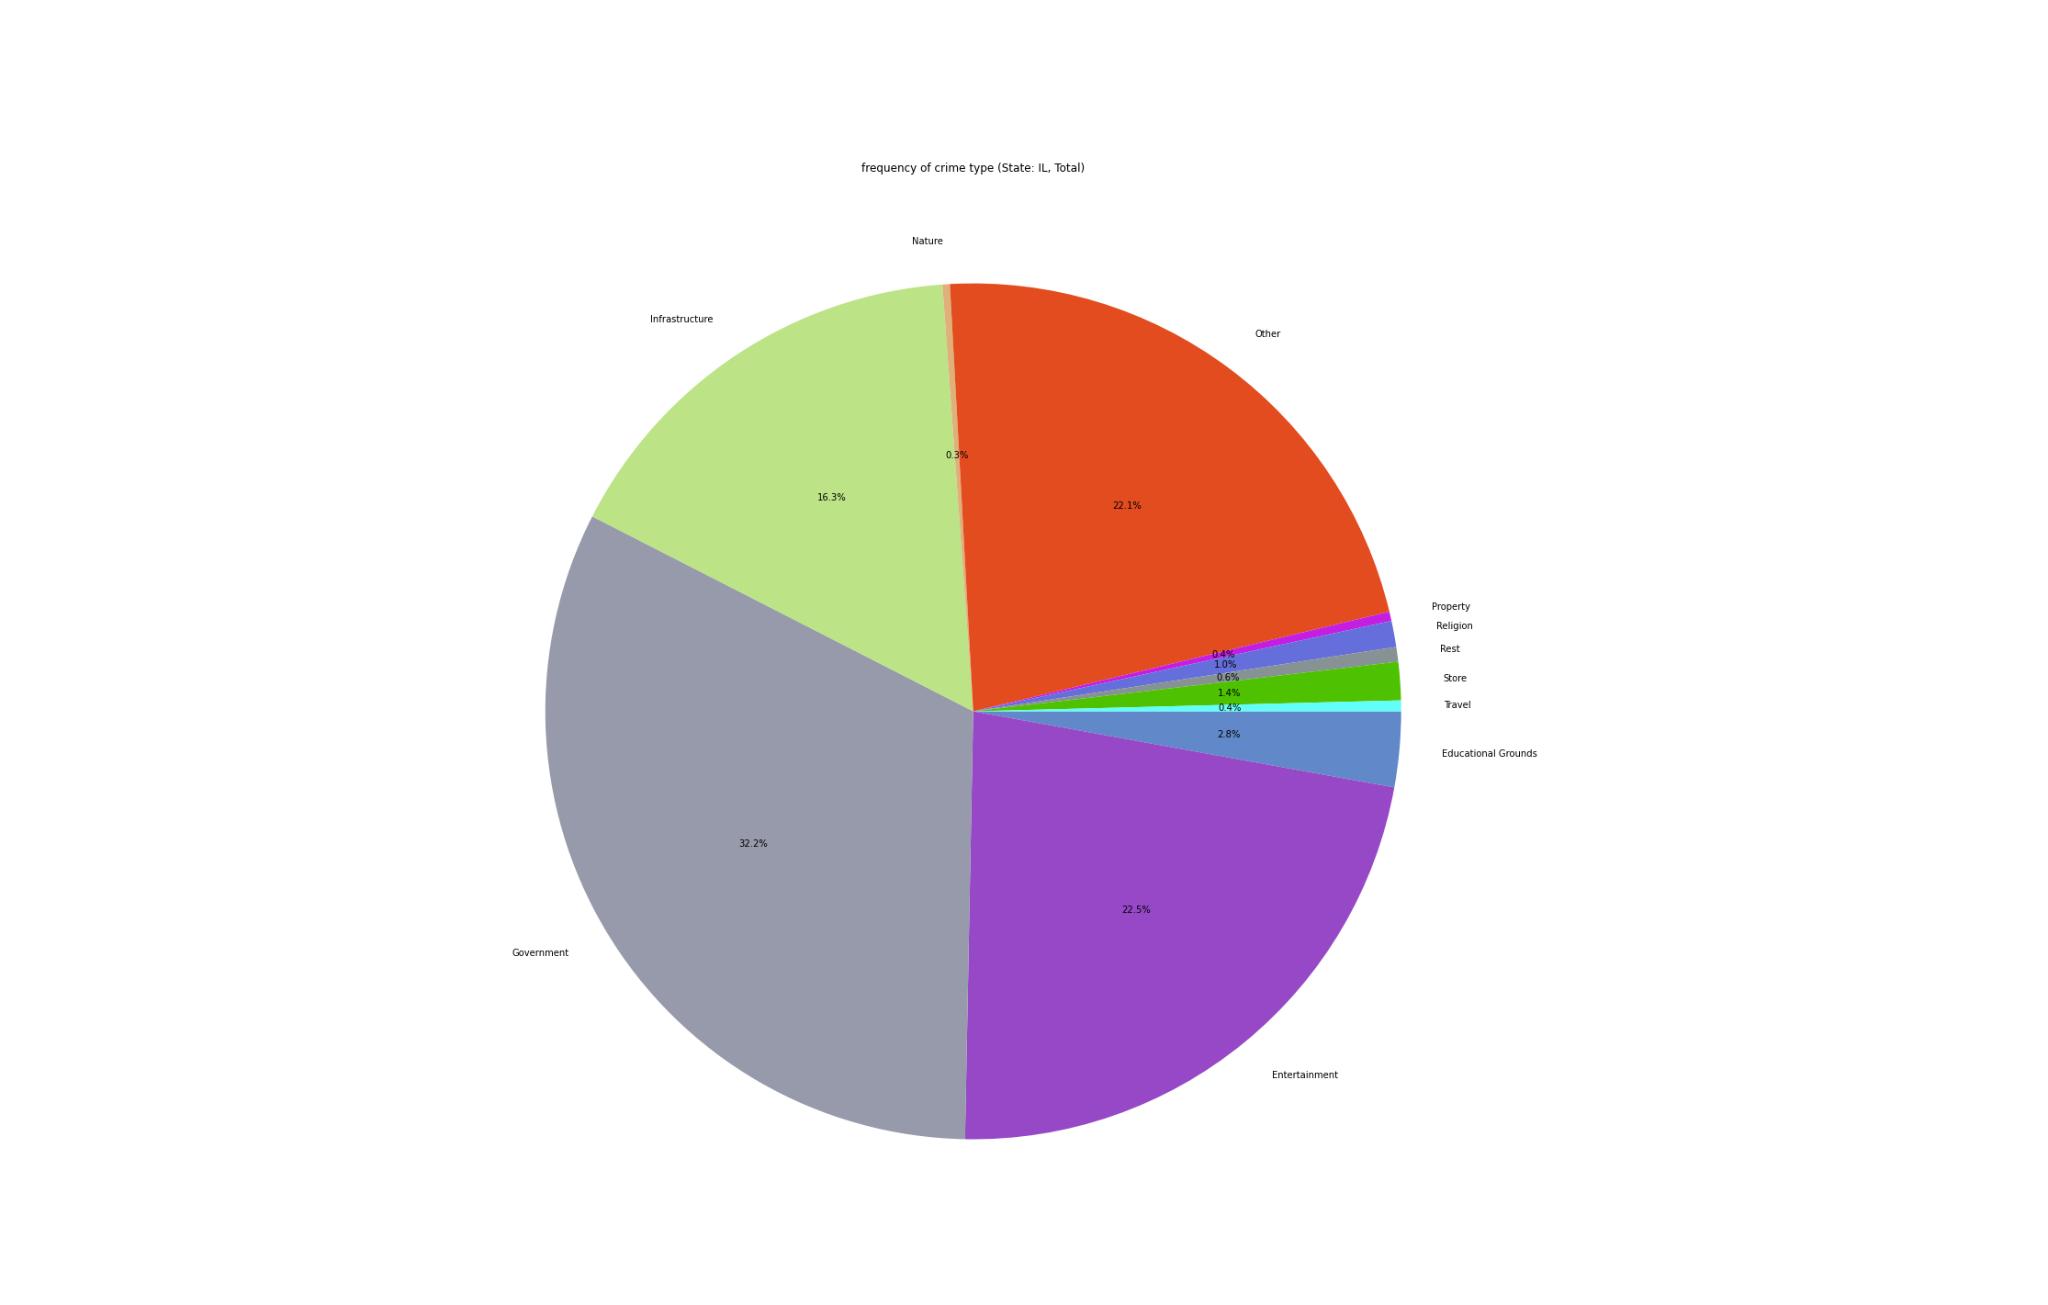 frequency of crime type (State: IL, Total)
Nature
Infrastructure
Other
0.3%
16.3%
22.1%
Property
Religion
Rest
Store
Travel
Educational Grounds
0.4%
1.0%
0.6%
1.4%
0.4%
2.8%
32.2%
22.5%
Government
Entertainment